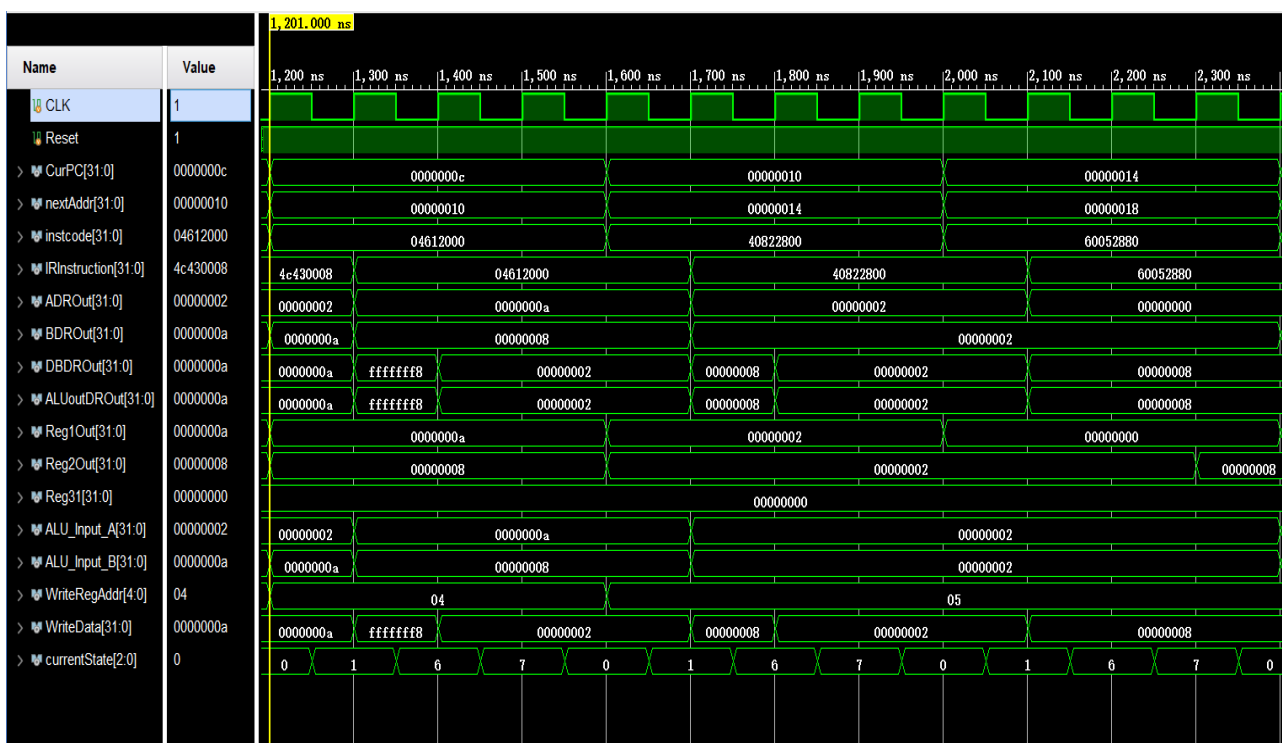 1,201.000 ns
Name Value
1,200 ns 1,300 ns 1,400 ns 1,500 ns 1,600 ns 1,700 ns 1,800 ns 1,900 ns 2,000 ns 2,100 ns 2,200 ns 2,300 ns
CLK 1
Reset 1
CurPC[31:0] 0000000c 0000000c 00000010 00000014
nextAddr[31:0] 00000010 00000010 00000014 00000018
instcode[31:0] 04612000 04612000 40822800 60052880
IRInstruction[31:0] 4c430008 4c430008 04612000 40822800 60052880
ADROut[31:0] 00000002 00000002 0000000a 00000002 00000000
BDROut[31:0] 0000000a 0000000a 00000008 00000002
DBDROut[31:0] 0000000a 0000000a fffffff8 00000002 00000008 00000002 00000008
ALUoutDROut[31:0] 0000000a 0000000a fffffff8 00000002 00000008 00000002 00000008
Reg1Out[31:0] 0000000a 0000000a 00000002 00000000
Reg2Out[31:0] 00000008 00000008 00000002 00000008
Reg31[31:0] 00000000 00000000
ALU_Input_A[31:0] 00000002 00000002 0000000a 00000002
ALU_Input_B[31:0] 0000000a 0000000a 00000008 00000002
WriteRegAddr[4:0] 04 04 05
WriteData[31:0] 0000000a 0000000a fffffff8 00000002 00000008 00000002 00000008
currentState[2:0] 0 0 1 6 7 0 1 6 7 0 1 6 7 0